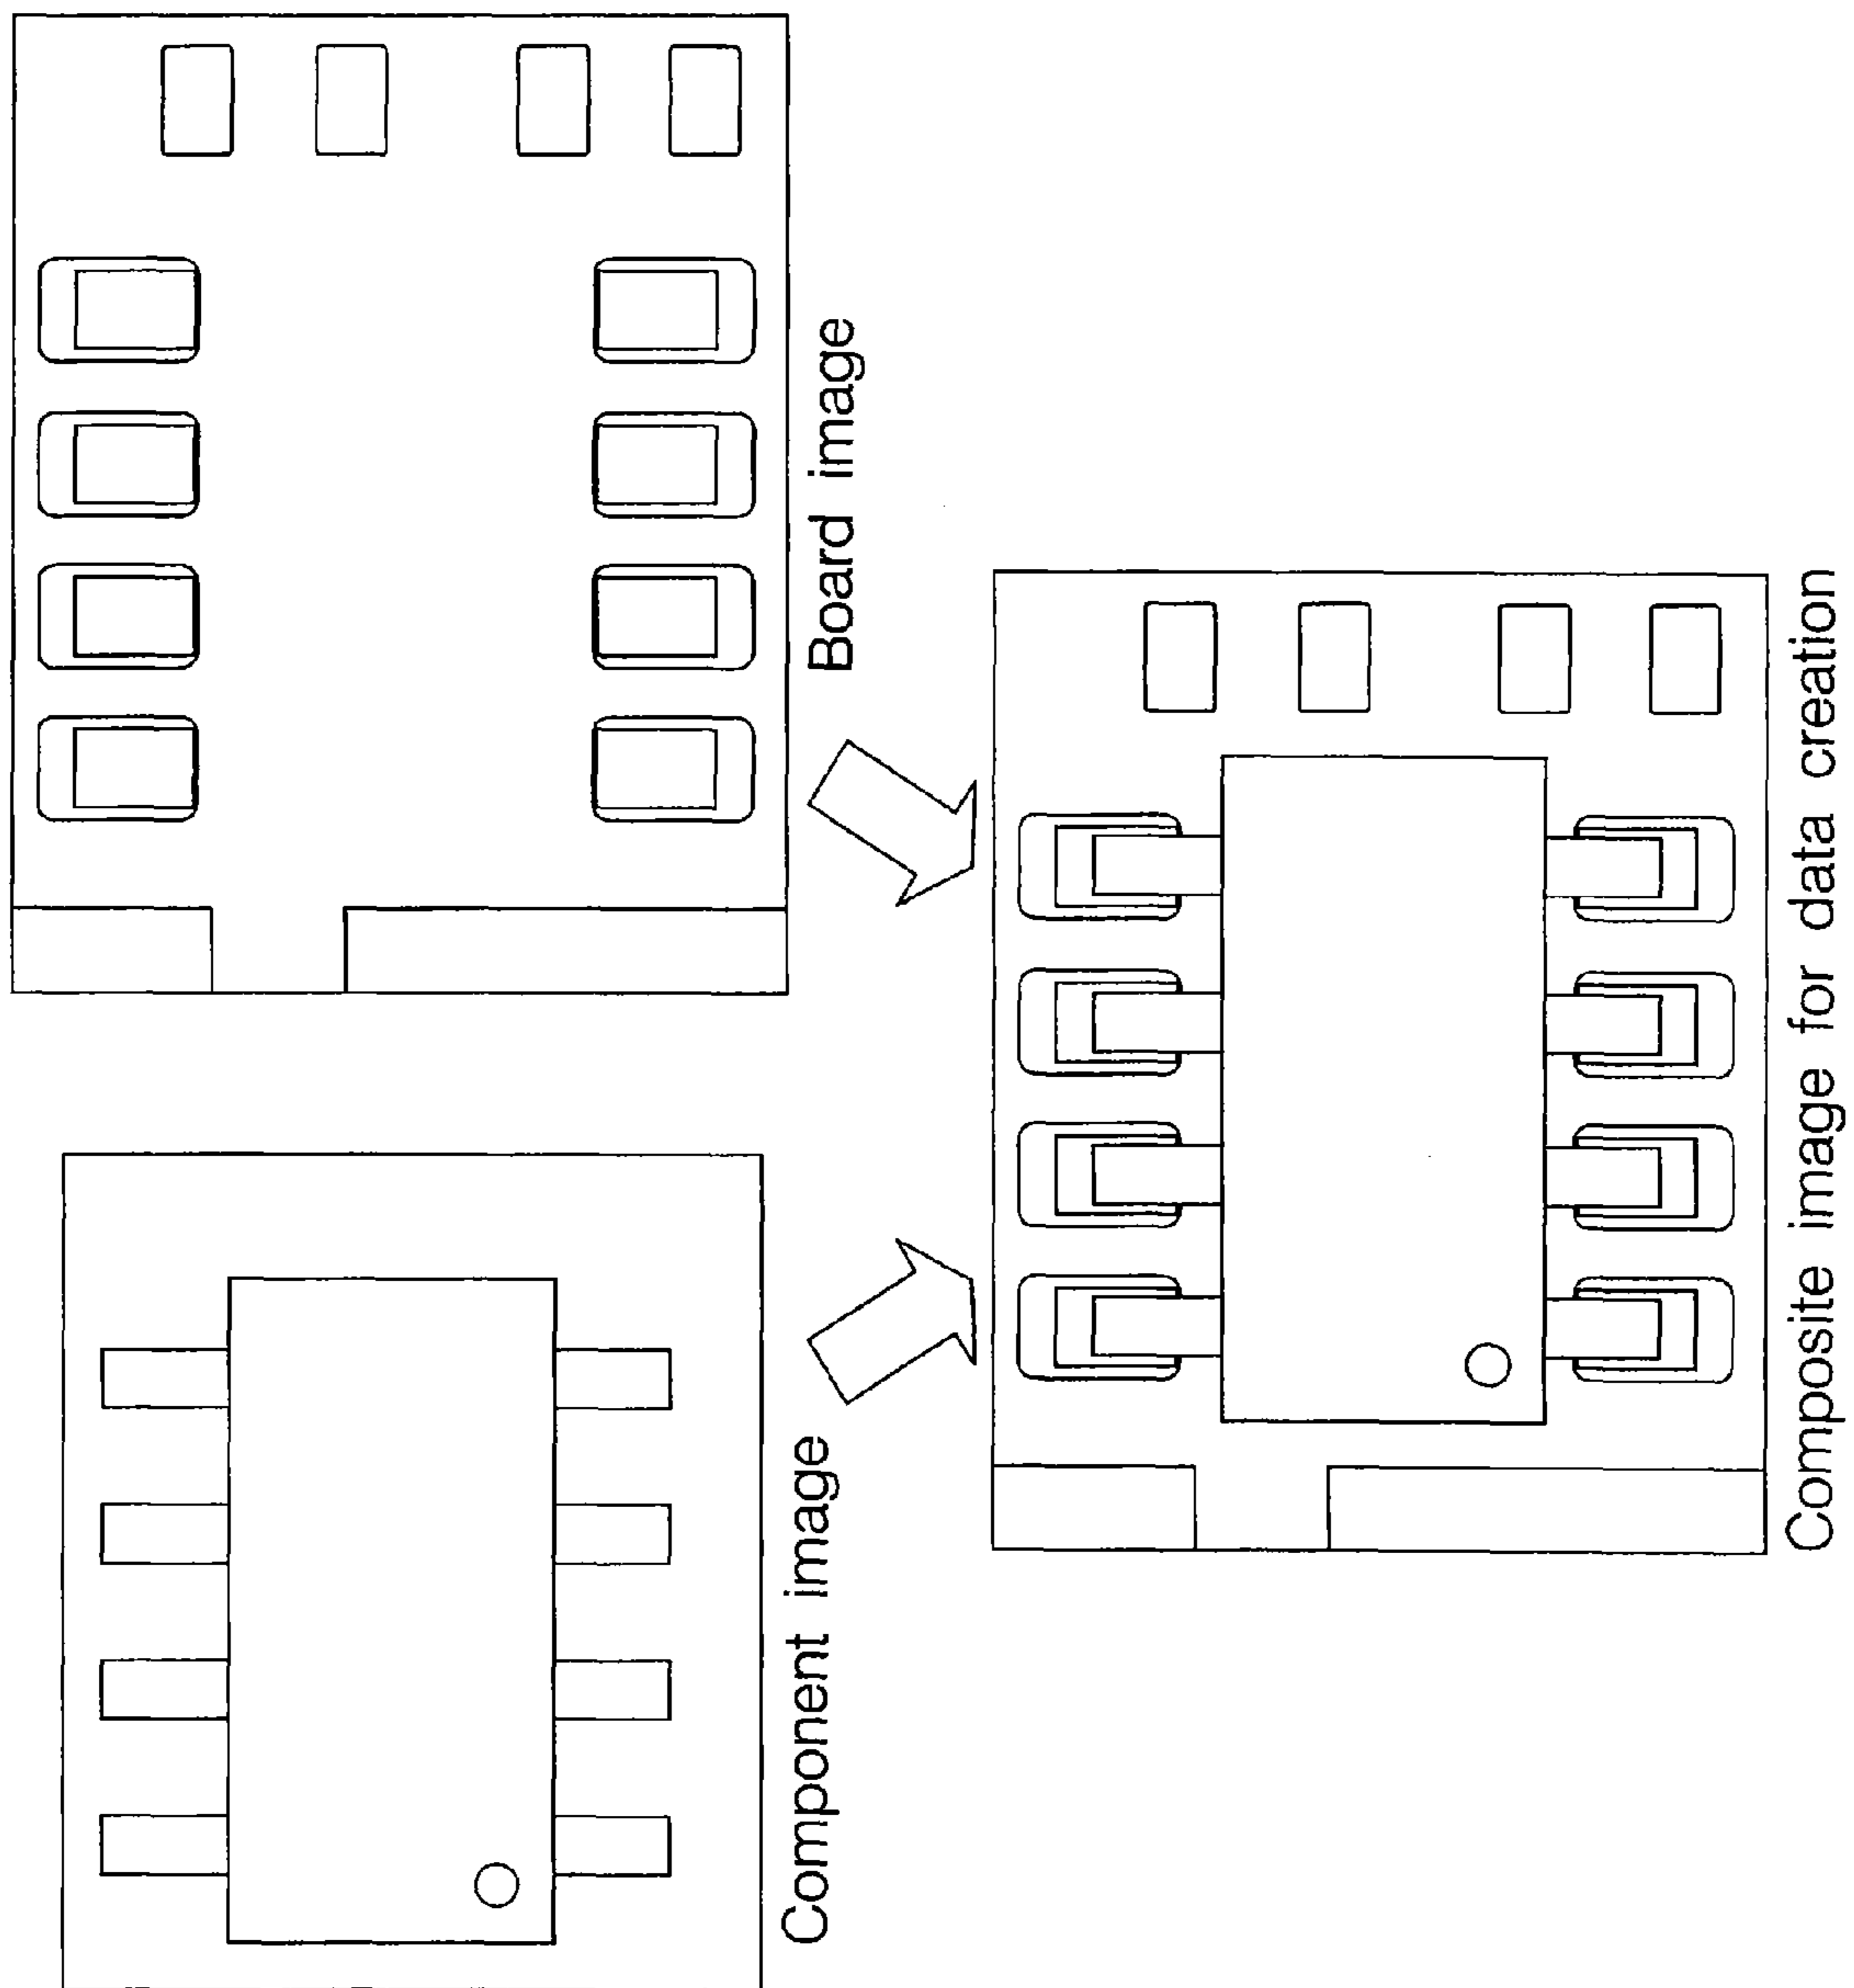 Component image
Board image
Composite image for data creation